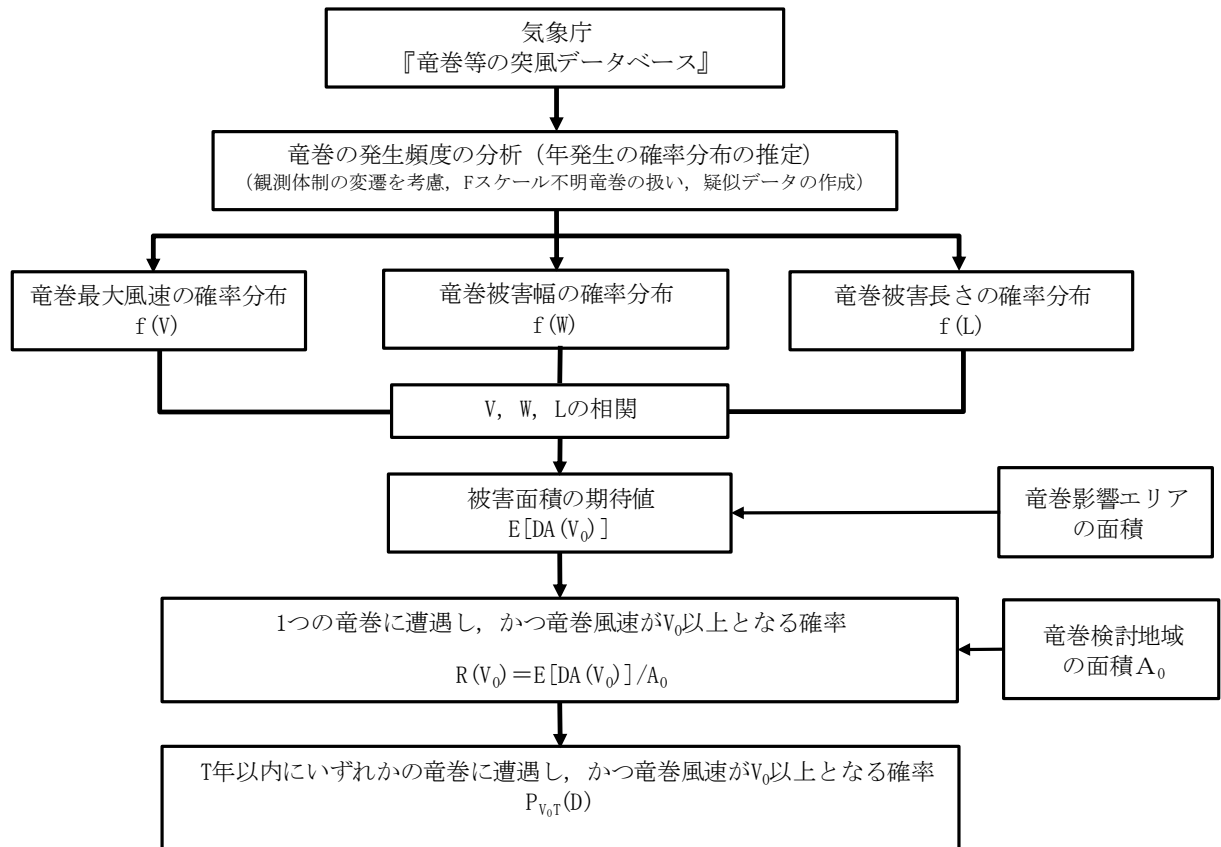 気象庁
『竜巻等の突風データベース』
竜巻の発生頻度の分析（年発生の確率分布の推定）
（観測体制の変遷を考慮，Fスケール不明竜巻の扱い，疑似データの作成）
竜巻最大風速の確率分布
f(V)
竜巻被害幅の確率分布
f(W)
竜巻被害長さの確率分布
f(L)
V, W, Lの相関
被害面積の期待値
E[DA(V₀)]
竜巻影響エリア
の面積
1つの竜巻に遭遇し，かつ竜巻風速がV₀以上となる確率
R(V₀)＝E[DA(V₀)]/A₀
竜巻検討地域
の面積A₀
T年以内にいずれかの竜巻に遭遇し，かつ竜巻風速がV₀以上となる確率
P_{V₀T}(D)